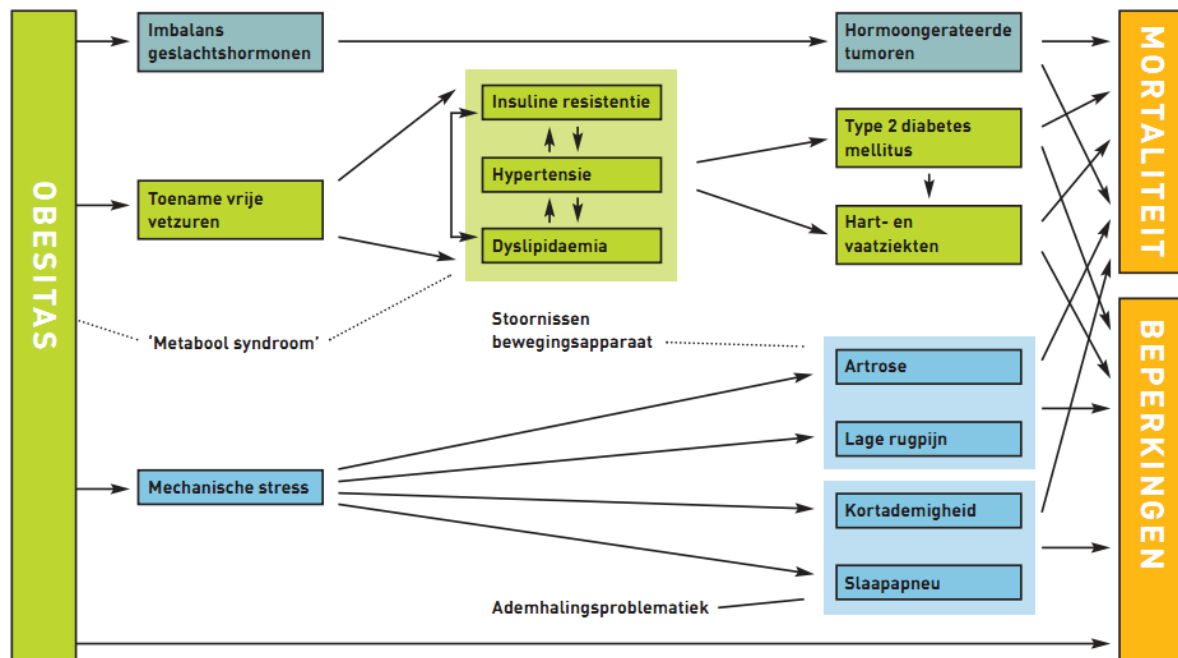 OBESITAS
Imbalans
geslachtshormonen
Hormoongerateerde
tumoren
Toename vrije
vetzuren
Insuline resistentie
Hypertensie
Dyslipidaemia
Type 2 diabetes
mellitus
Hart- en
vaatziekten
'Metabool syndroom'
Stoornissen
bewegingsapparaat
Artrose
Lage rugpijn
Mechanische stress
Kortademigheid
Slaapapneu
Ademhalingsproblematiek
MORTALITEIT
BEPERKINGEN